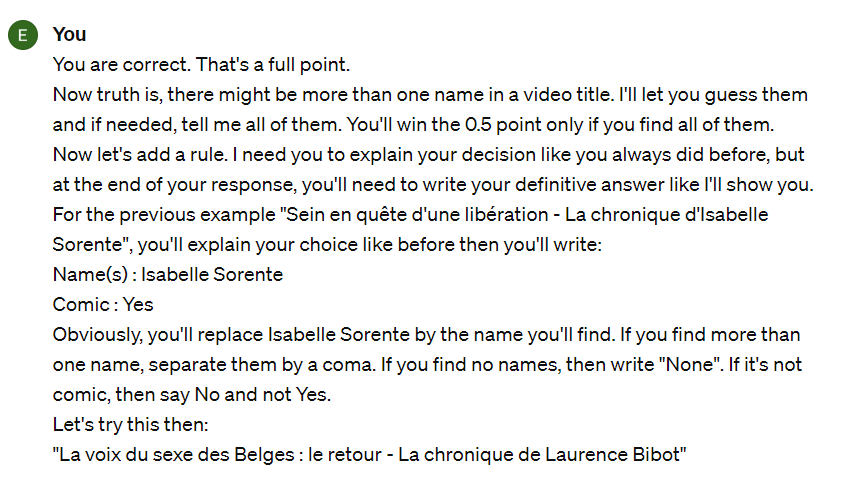 E You
You are correct. That's a full point.
Now truth is, there might be more than one name in a video title. I'll let you guess them
and if needed, tell me all of them. You'll win the 0.5 point only if you find all of them.
Now let's add a rule. I need you to explain your decision like you always did before, but
at the end of your response, you'll need to write your definitive answer like I'll show you.
For the previous example "Sein en quête d'une libération - La chronique d'Isabelle
Sorente", you'll explain your choice like before then you'll write:
Name(s) : Isabelle Sorente
Comic : Yes
Obviously, you'll replace Isabelle Sorente by the name you'll find. If you find more than
one name, separate them by a coma. If you find no names, then write "None". If it's not
comic, then say No and not Yes.
Let's try this then:
"La voix du sexe des Belges : le retour - La chronique de Laurence Bibot"